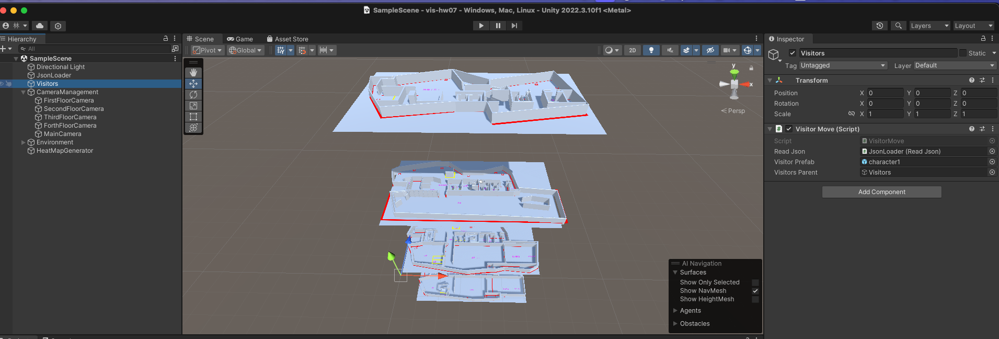 SampleScene - vis-hw07 - Windows, Mac, Linux - Unity 2022.3.10f1 <Metal>
林
Layers
Layout
Hierarchy
All
SampleScene
Directional Light
JsonLoader
Visitors
CameraManagement
FirstFloorCamera
SecondFloorCamera
ThirdFloorCamera
ForthFloorCamera
MainCamera
Environment
HeatMapGenerator
Scene
Game
Asset Store
Pivot
Global
2D
y
x
Persp
AI Navigation
Surfaces
Show Only Selected
Show NavMesh
Show HeightMesh
Agents
Obstacles
Inspector
Visitors
Static
Tag Untagged
Layer Default
Transform
Position X 0 Y 0 Z 0
Rotation X 0 Y 0 Z 0
Scale X 1 Y 1 Z 1
Visitor Move (Script)
Script VisitorMove
Read Json JsonLoader (Read Json)
Visitor Prefab character1
Visitors Parent Visitors
Add Component